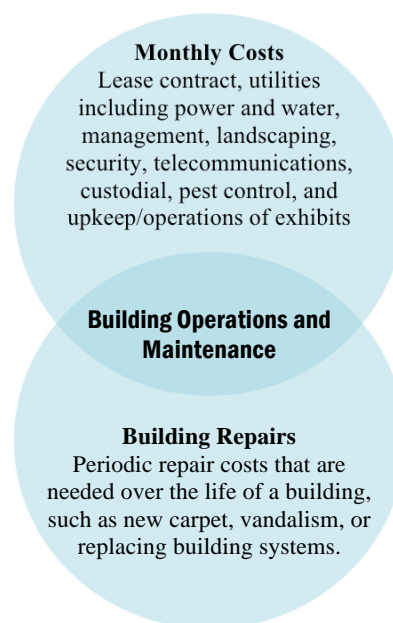 Monthly Costs
Lease contract, utilities
including power and water,
management, landscaping,
security, telecommunications,
custodial, pest control, and
upkeep/operations of exhibits
Building Operations and
Maintenance
Building Repairs
Periodic repair costs that are
needed over the life of a building,
such as new carpet, vandalism, or
replacing building systems.